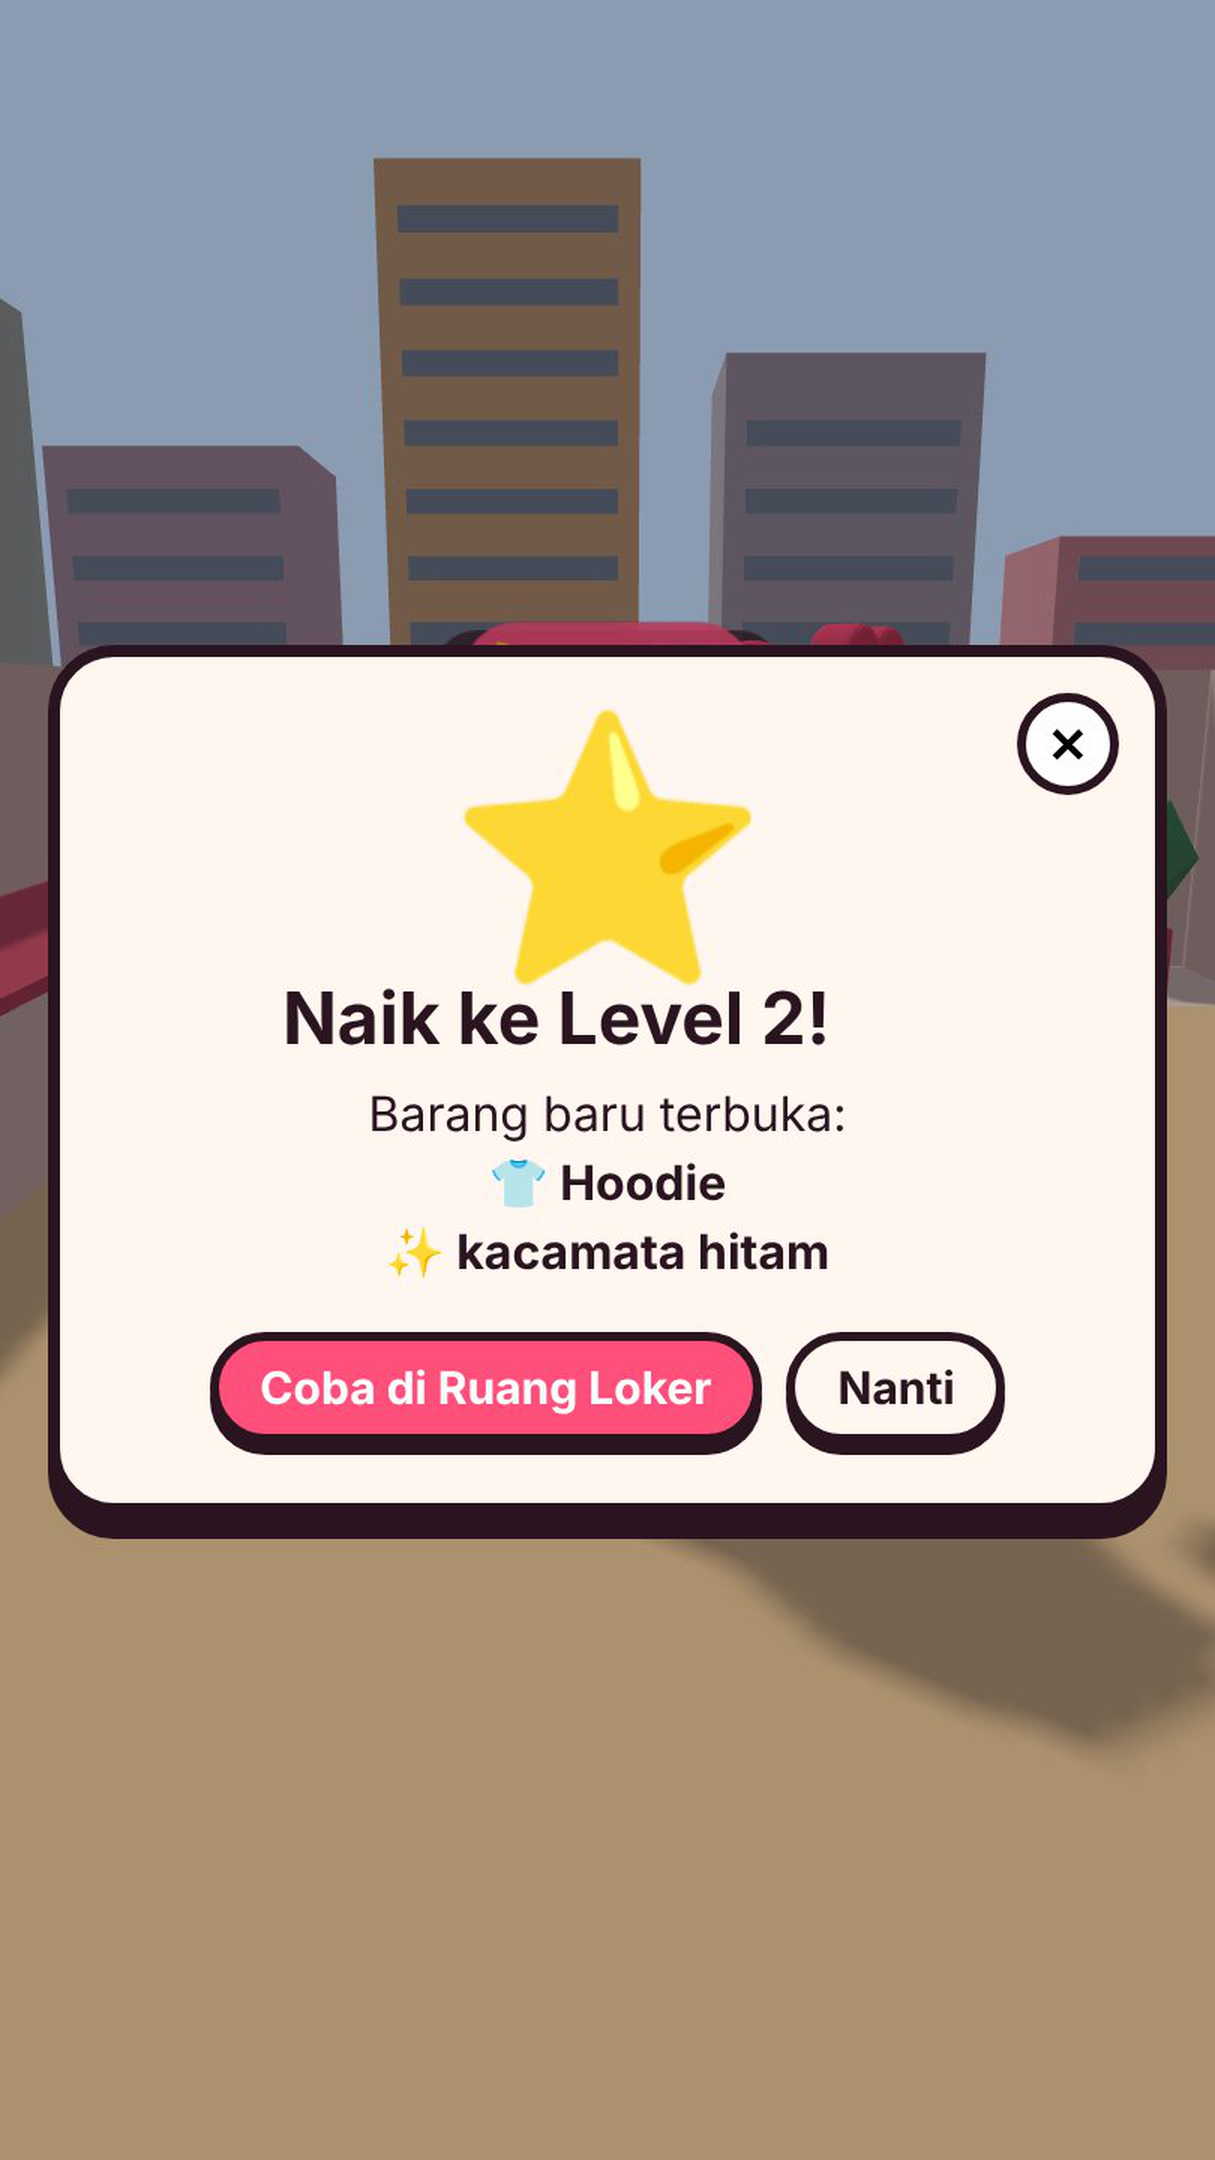 Naik ke Level 2!
Barang baru terbuka:
👕 Hoodie
✨ kacamata hitam
Coba di Ruang Loker
Nanti